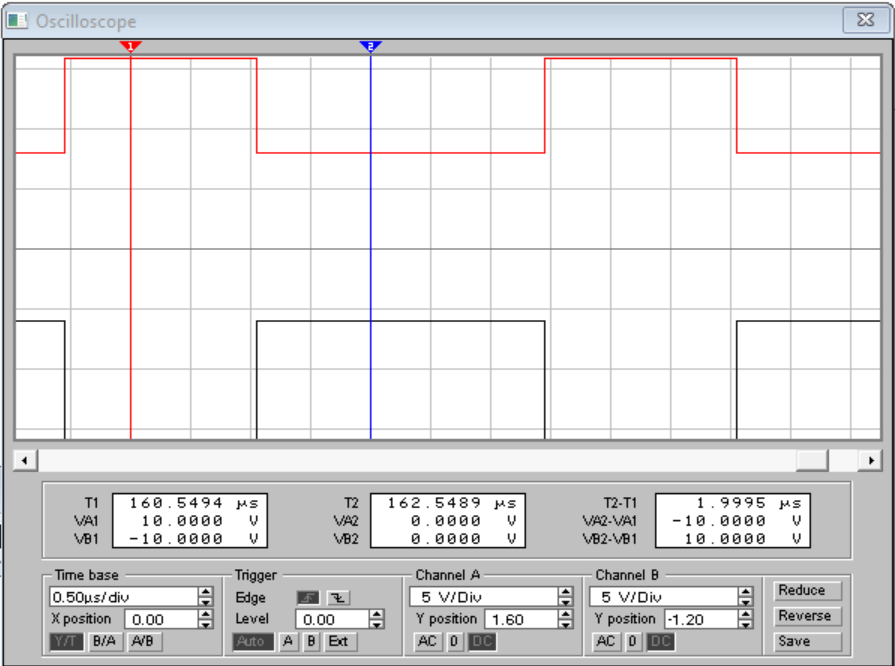 Oscilloscope
1 2
T1 160.5494 µs T2 162.5489 µs T2-T1 1.9995 µs
VA1 10.0000 V VA2 0.0000 V VA2-VA1 -10.0000 V
VB1 -10.0000 V VB2 0.0000 V VB2-VB1 10.0000 V
Time base Trigger Channel A Channel B
0.50µs/div Edge 5 V/Div 5 V/Div Reduce
X position 0.00 Level 0.00 Y position 1.60 Y position -1.20 Reverse
Y/T B/A A/B Auto A B Ext AC 0 DC AC 0 DC Save